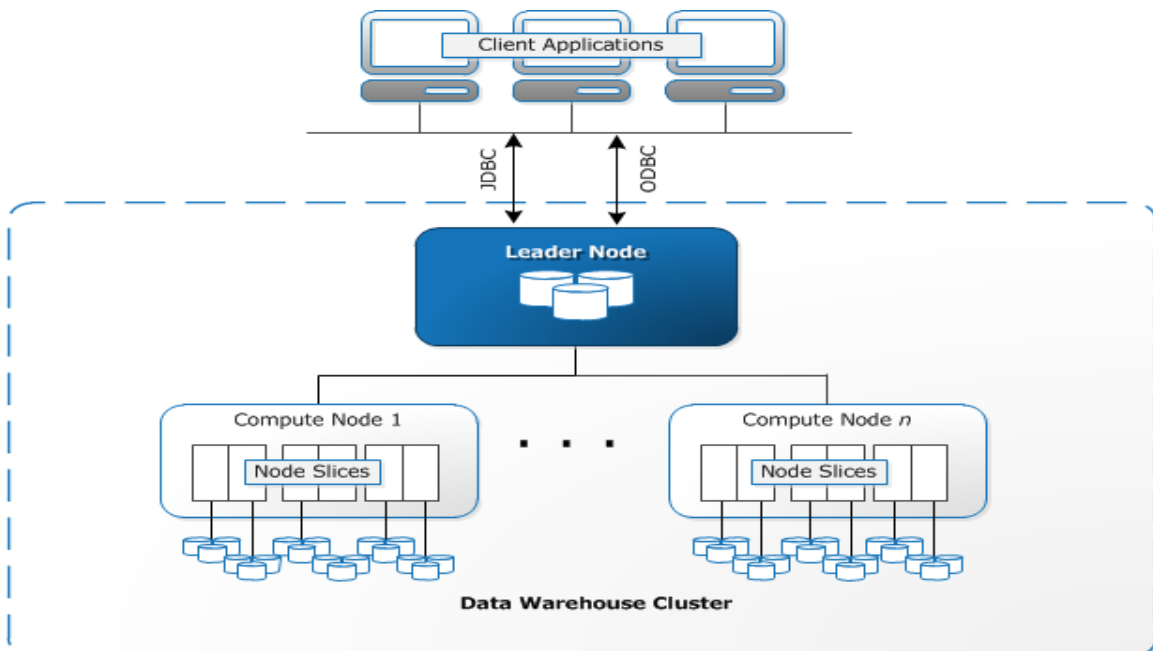 Client Applications
JDBC
ODBC
Leader Node
Compute Node 1
Compute Node n
. . .
Node Slices
Node Slices
Data Warehouse Cluster